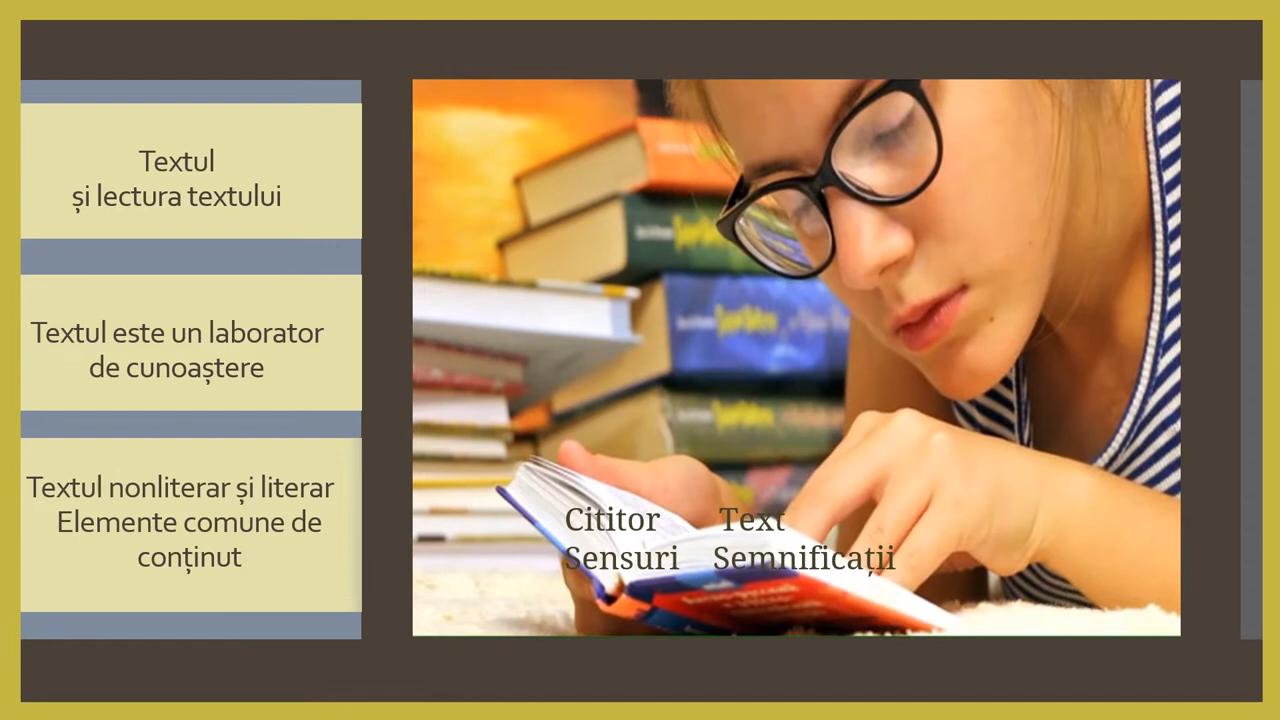 Textul
și lectura textului
Textul este un laborator
de cunoaștere
Textul nonliterar și literar
Elemente comune de
conținut
Cititor Text
Sensuri Semnificații